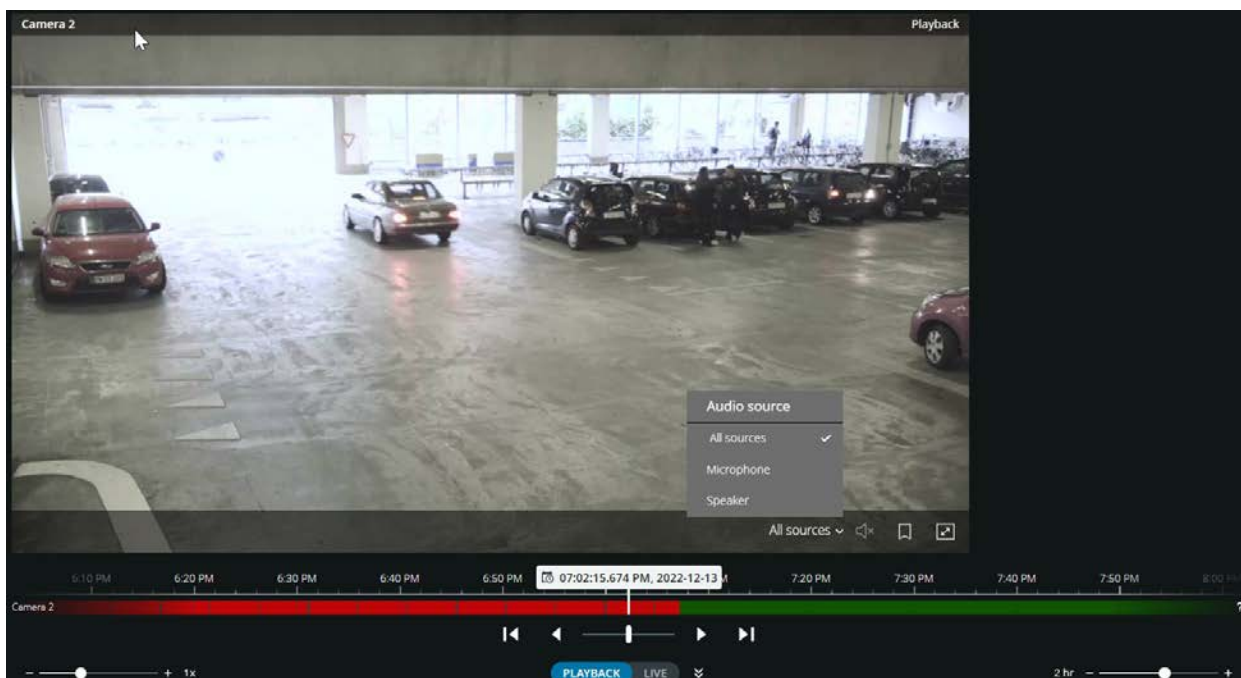 Camera 2
Playback
Audio source
All sources
Microphone
Speaker
All sources
6:10 PM 6:20 PM 6:30 PM 6:40 PM 6:50 PM 07:02:15.674 PM, 2022-12-13 7:20 PM 7:30 PM 7:40 PM 7:50 PM 8:00 PM
Camera 2
- + 1x
PLAYBACK LIVE
2 hr - +